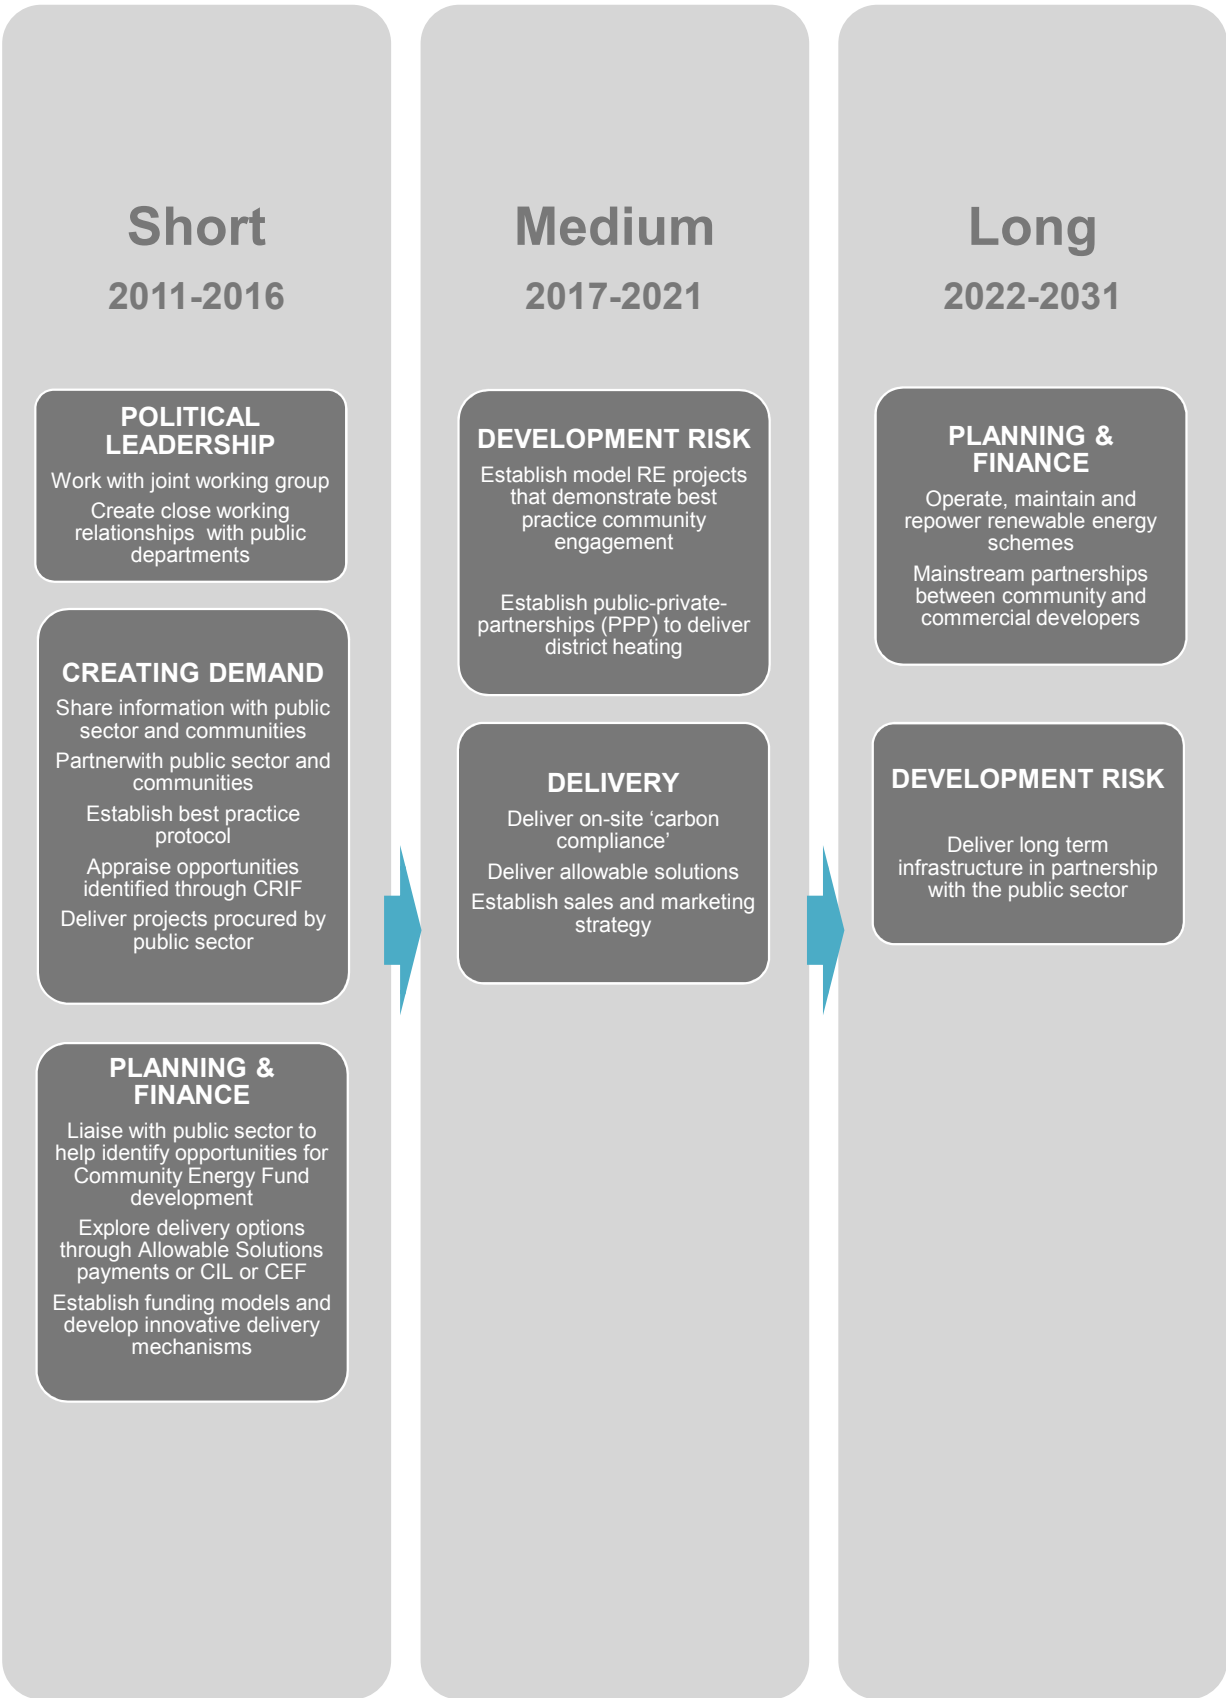 Short
2011-2016
POLITICAL
LEADERSHIP
Work with joint working group
Create close working
relationships with public
departments
CREATING DEMAND
Share information with public
sector and communities
Partnerwith public sector and
communities
Establish best practice
protocol
Appraise opportunities
identified through CRIF
Deliver projects procured by
public sector
PLANNING &
FINANCE
Liaise with public sector to
help identify opportunities for
Community Energy Fund
development
Explore delivery options
through Allowable Solutions
payments or CIL or CEF
Establish funding models and
develop innovative delivery
mechanisms
Medium
2017-2021
DEVELOPMENT RISK
Establish model RE projects
that demonstrate best
practice community
engagement
Establish public-private-
partnerships (PPP) to deliver
district heating
DELIVERY
Deliver on-site ‘carbon
compliance’
Deliver allowable solutions
Establish sales and marketing
strategy
Long
2022-2031
PLANNING &
FINANCE
Operate, maintain and
repower renewable energy
schemes
Mainstream partnerships
between community and
commercial developers
DEVELOPMENT RISK
Deliver long term
infrastructure in partnership
with the public sector